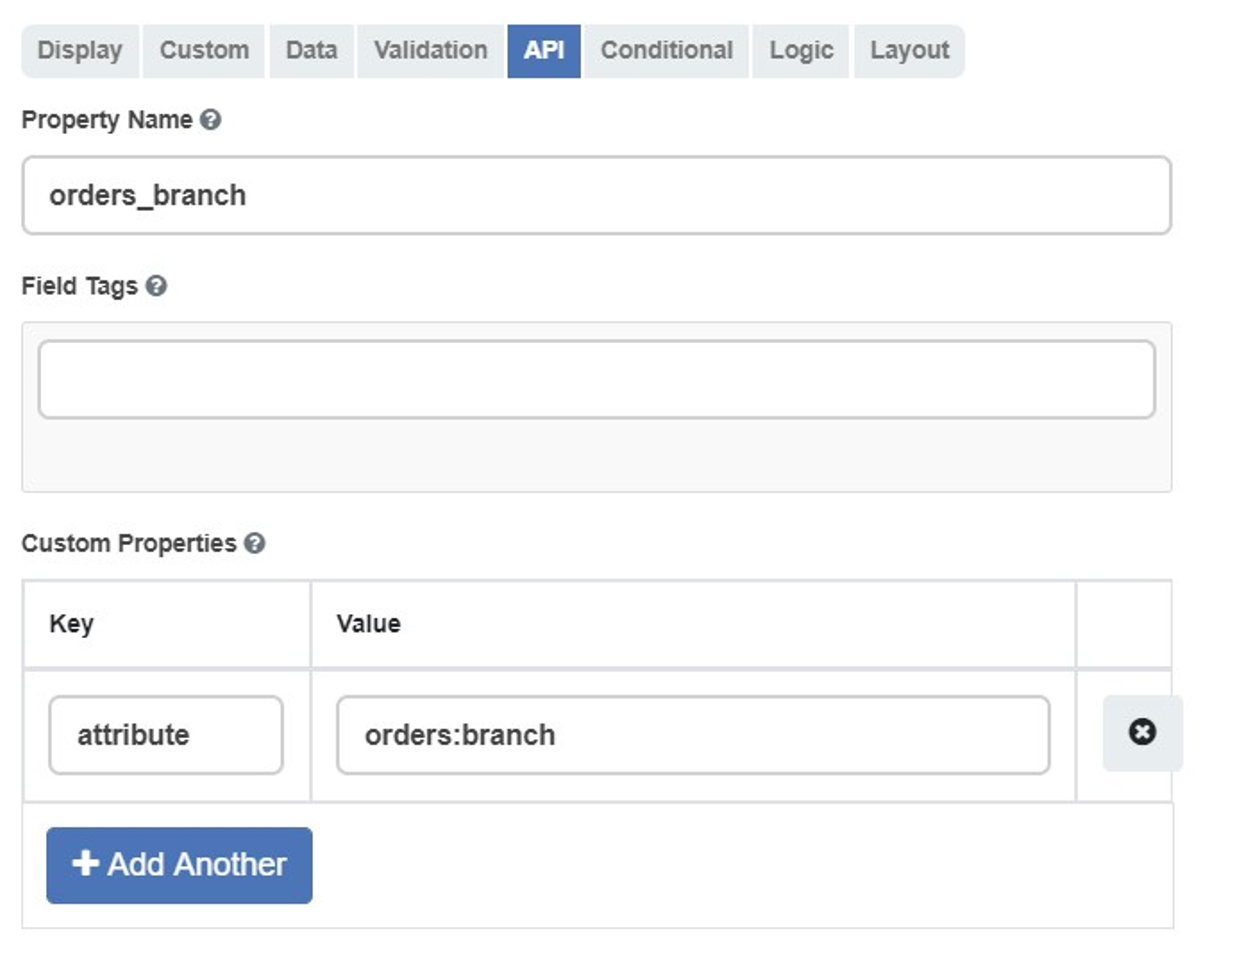 Display Custom Data Validation API Conditional Logic Layout
Property Name
orders_branch
Field Tags
Custom Properties
Key Value
attribute orders:branch
Add Another